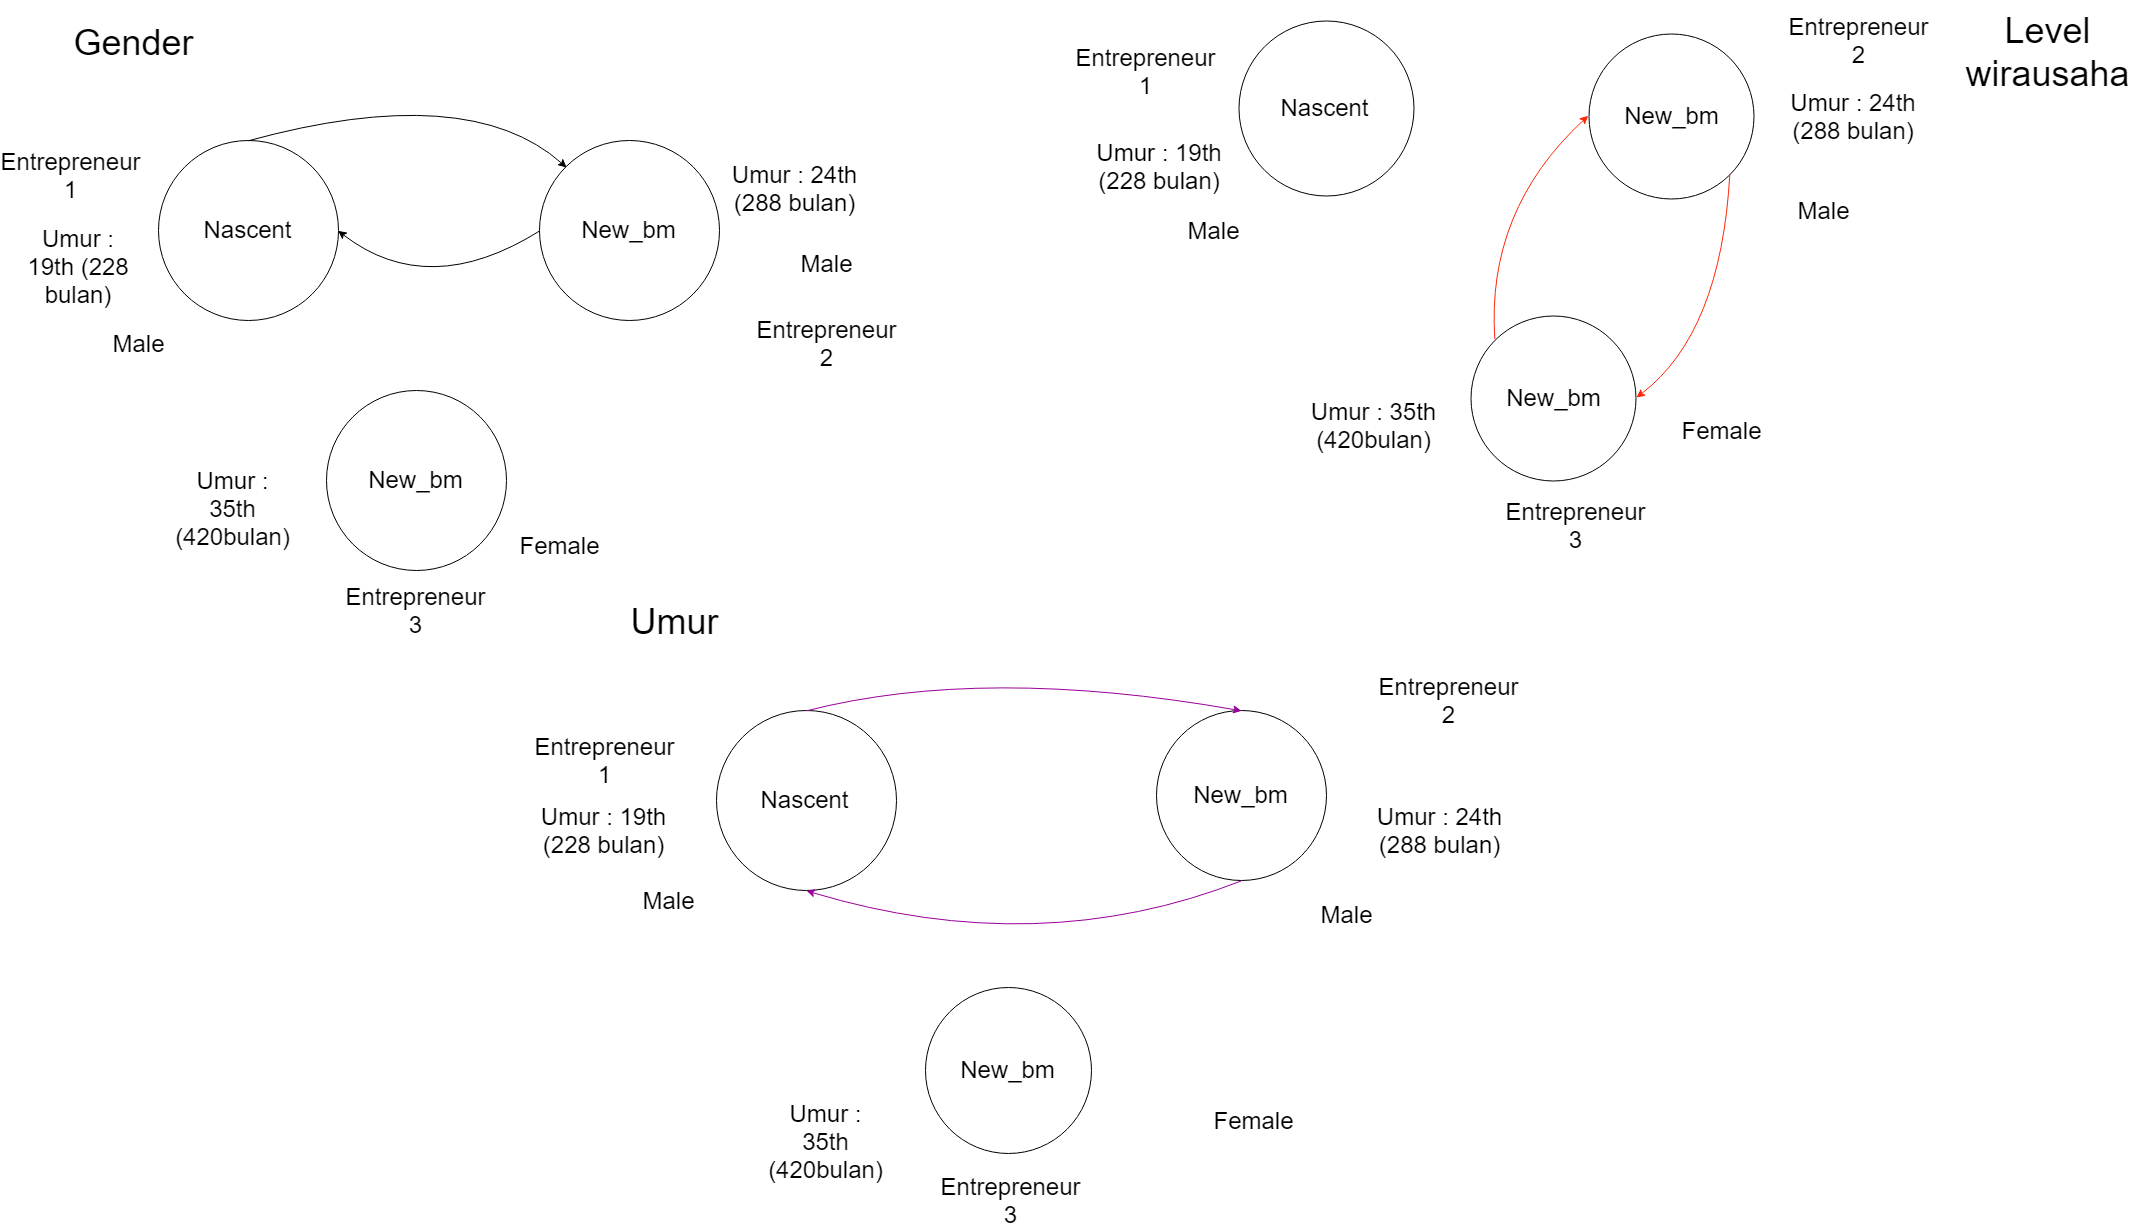 Gender
Entrepreneur
1
Umur :
19th (228
bulan)
Male
Nascent
New_bm
Umur : 24th
(288 bulan)
Male
Entrepreneur
2
New_bm
Umur :
35th
(420bulan)
Female
Entrepreneur
3
Level
wirausaha
Entrepreneur
1
Umur : 19th
(228 bulan)
Male
Nascent
New_bm
Entrepreneur
2
Umur : 24th
(288 bulan)
Male
New_bm
Umur : 35th
(420bulan)
Female
Entrepreneur
3
Umur
Entrepreneur
1
Umur : 19th
(228 bulan)
Male
Nascent
New_bm
Entrepreneur
2
Umur : 24th
(288 bulan)
Male
New_bm
Umur :
35th
(420bulan)
Female
Entrepreneur
3